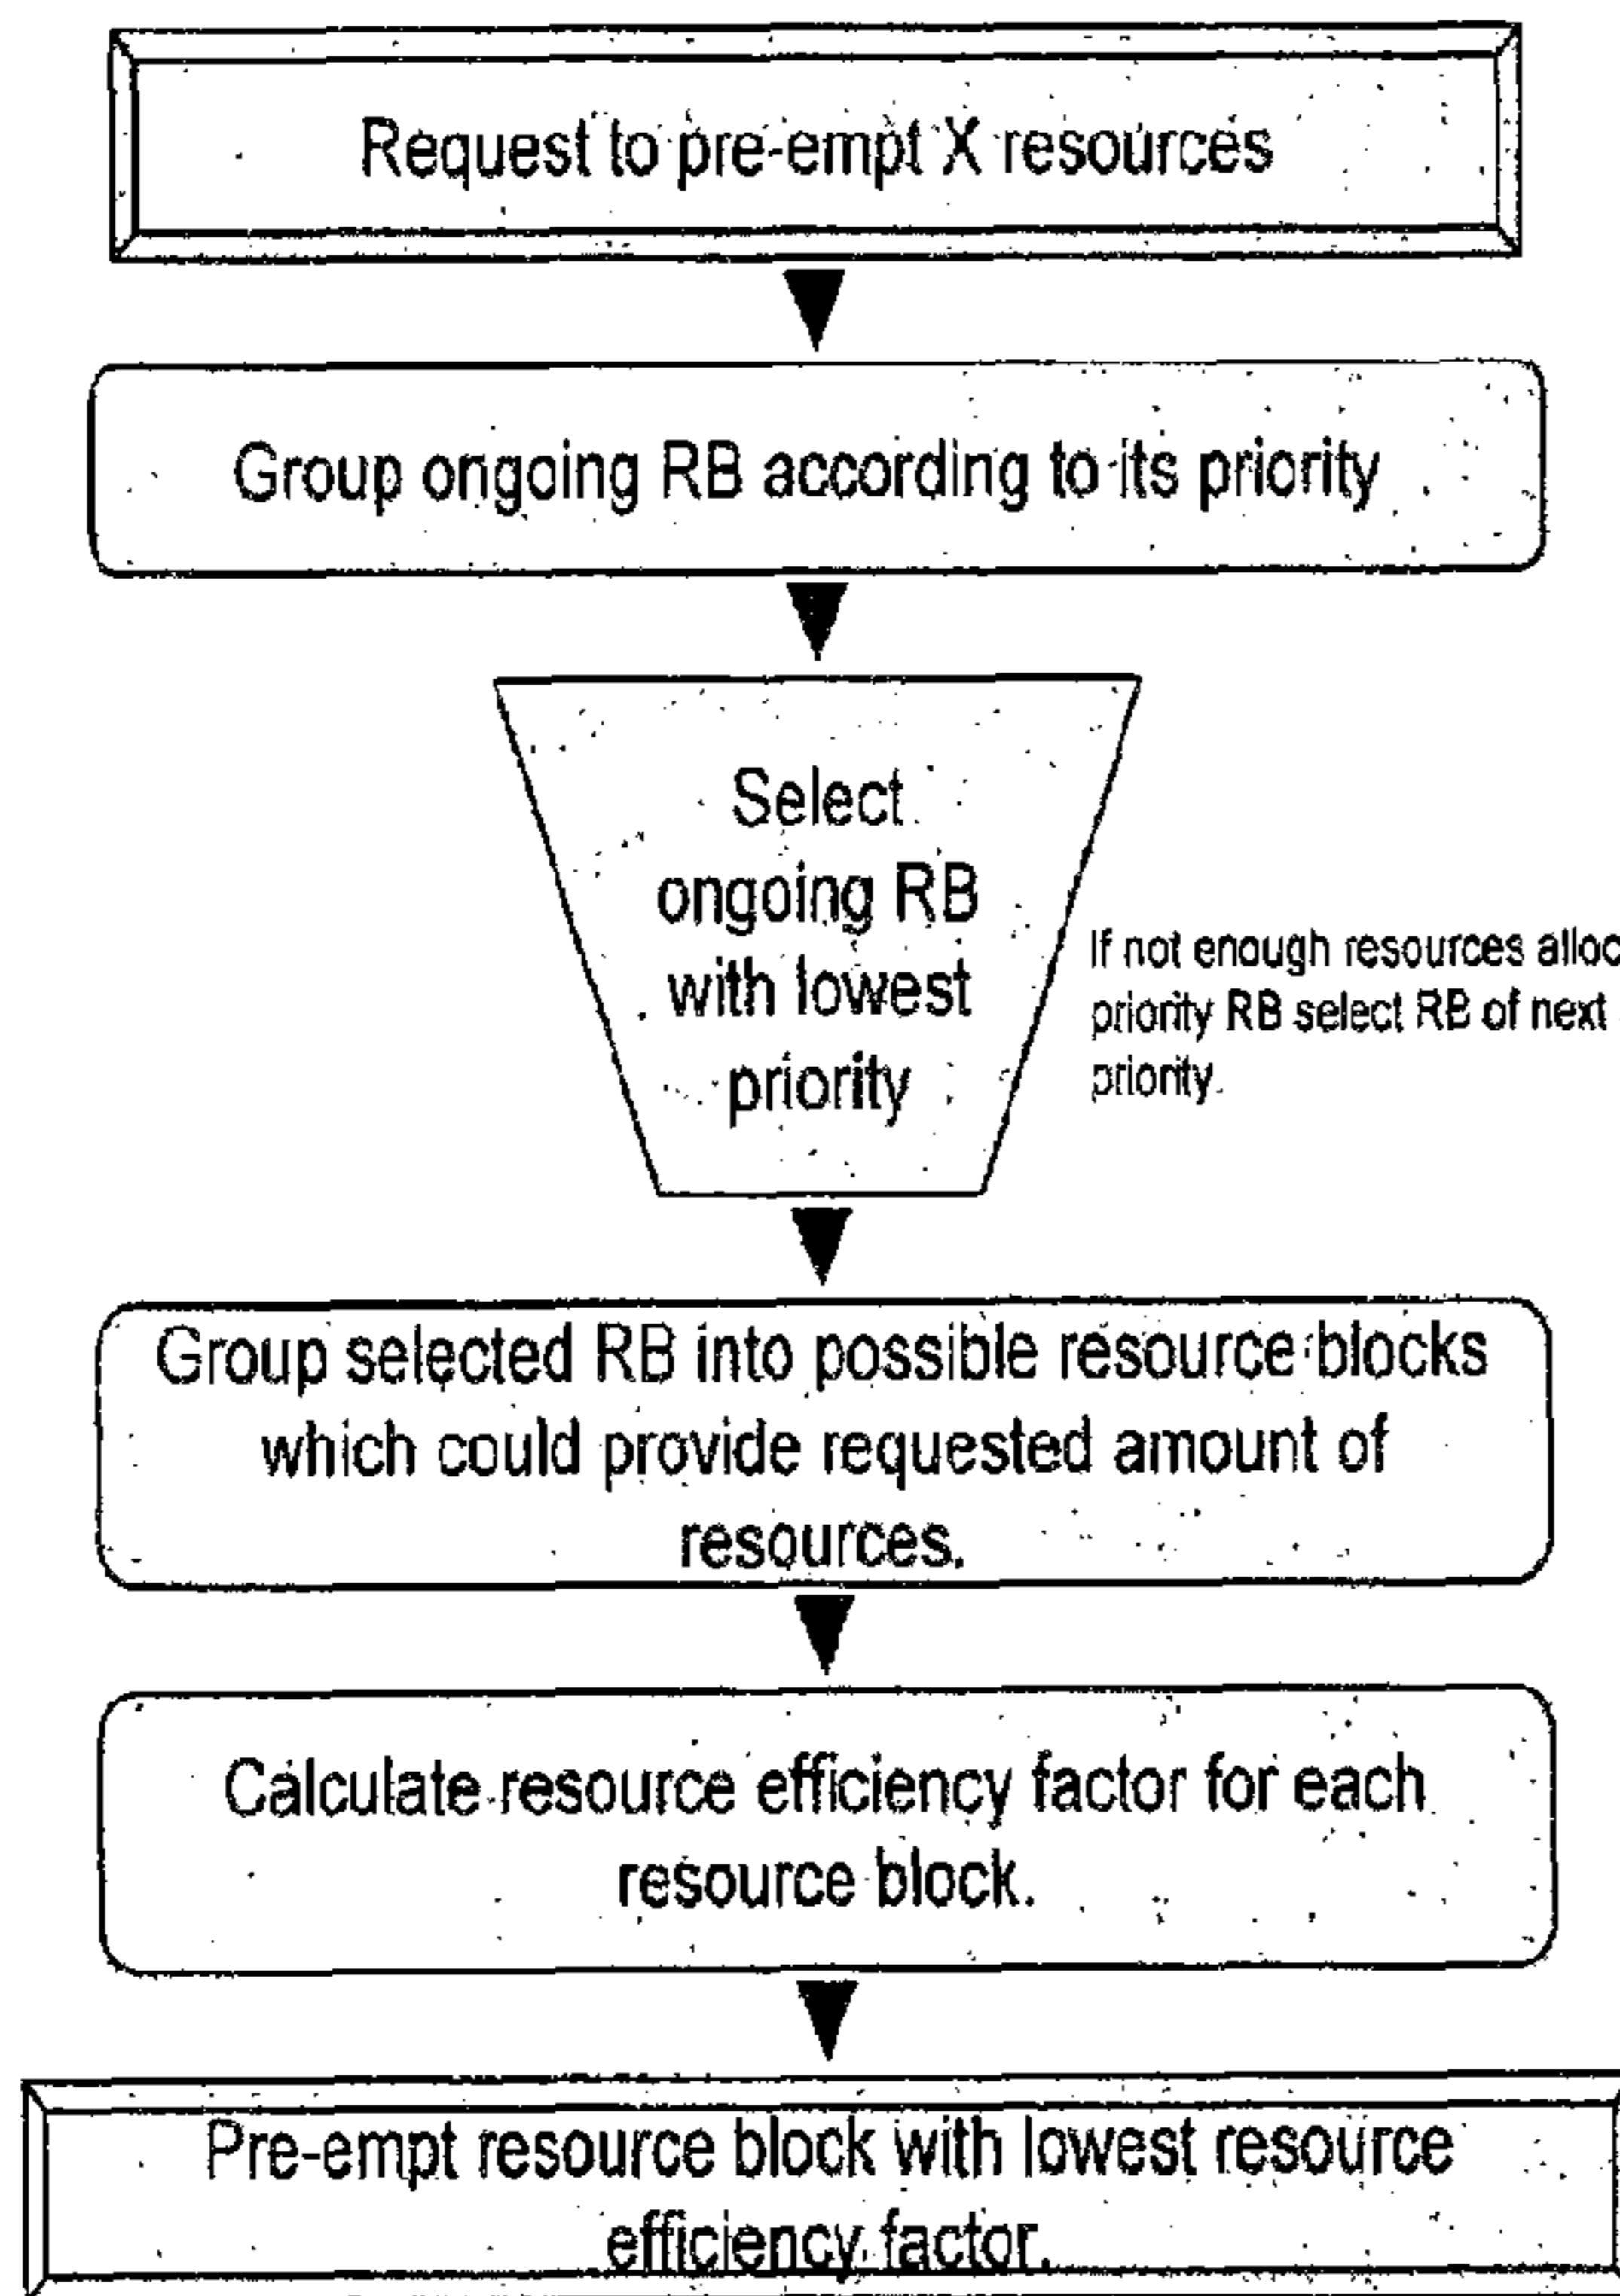 Request to pre-empt X resources
Group ongoing RB according to its priority
Select
ongoing RB
with lowest
priority
If not enough resources alloc
priority RB select RB of next
priority.
Group selected RB into possible resource blocks
which could provide requested amount of
resources.
Calculate resource efficiency factor for each
resource block.
Pre-empt resource block with lowest resource
efficiency factor.